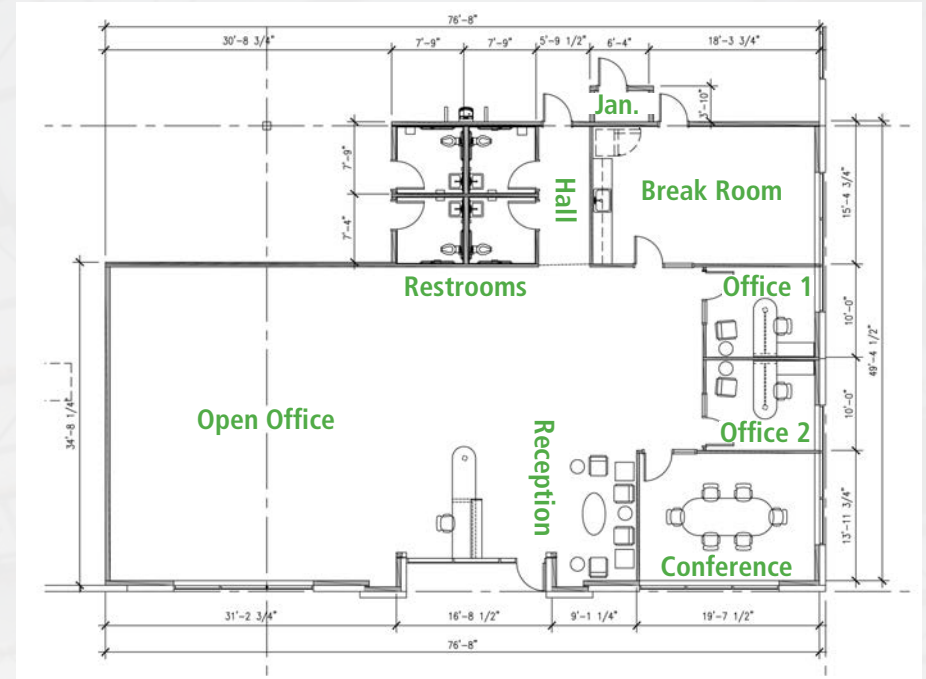 76'-8"
30'-8 3/4"
7'-9"
7'-9"
5'-9 1/2"
6'-4"
18'-3 3/4"
Jan.
3'-10"
7'-9"
Hall
Break Room
15'-4 3/4"
7'-4"
Restrooms
Office 1
10'-0"
49'-4 1/2"
34'-8 1/4"
Open Office
Reception
Office 2
10'-0"
13'-11 3/4"
Conference
31'-2 3/4"
16'-8 1/2"
9'-1 1/4"
19'-7 1/2"
76'-8"